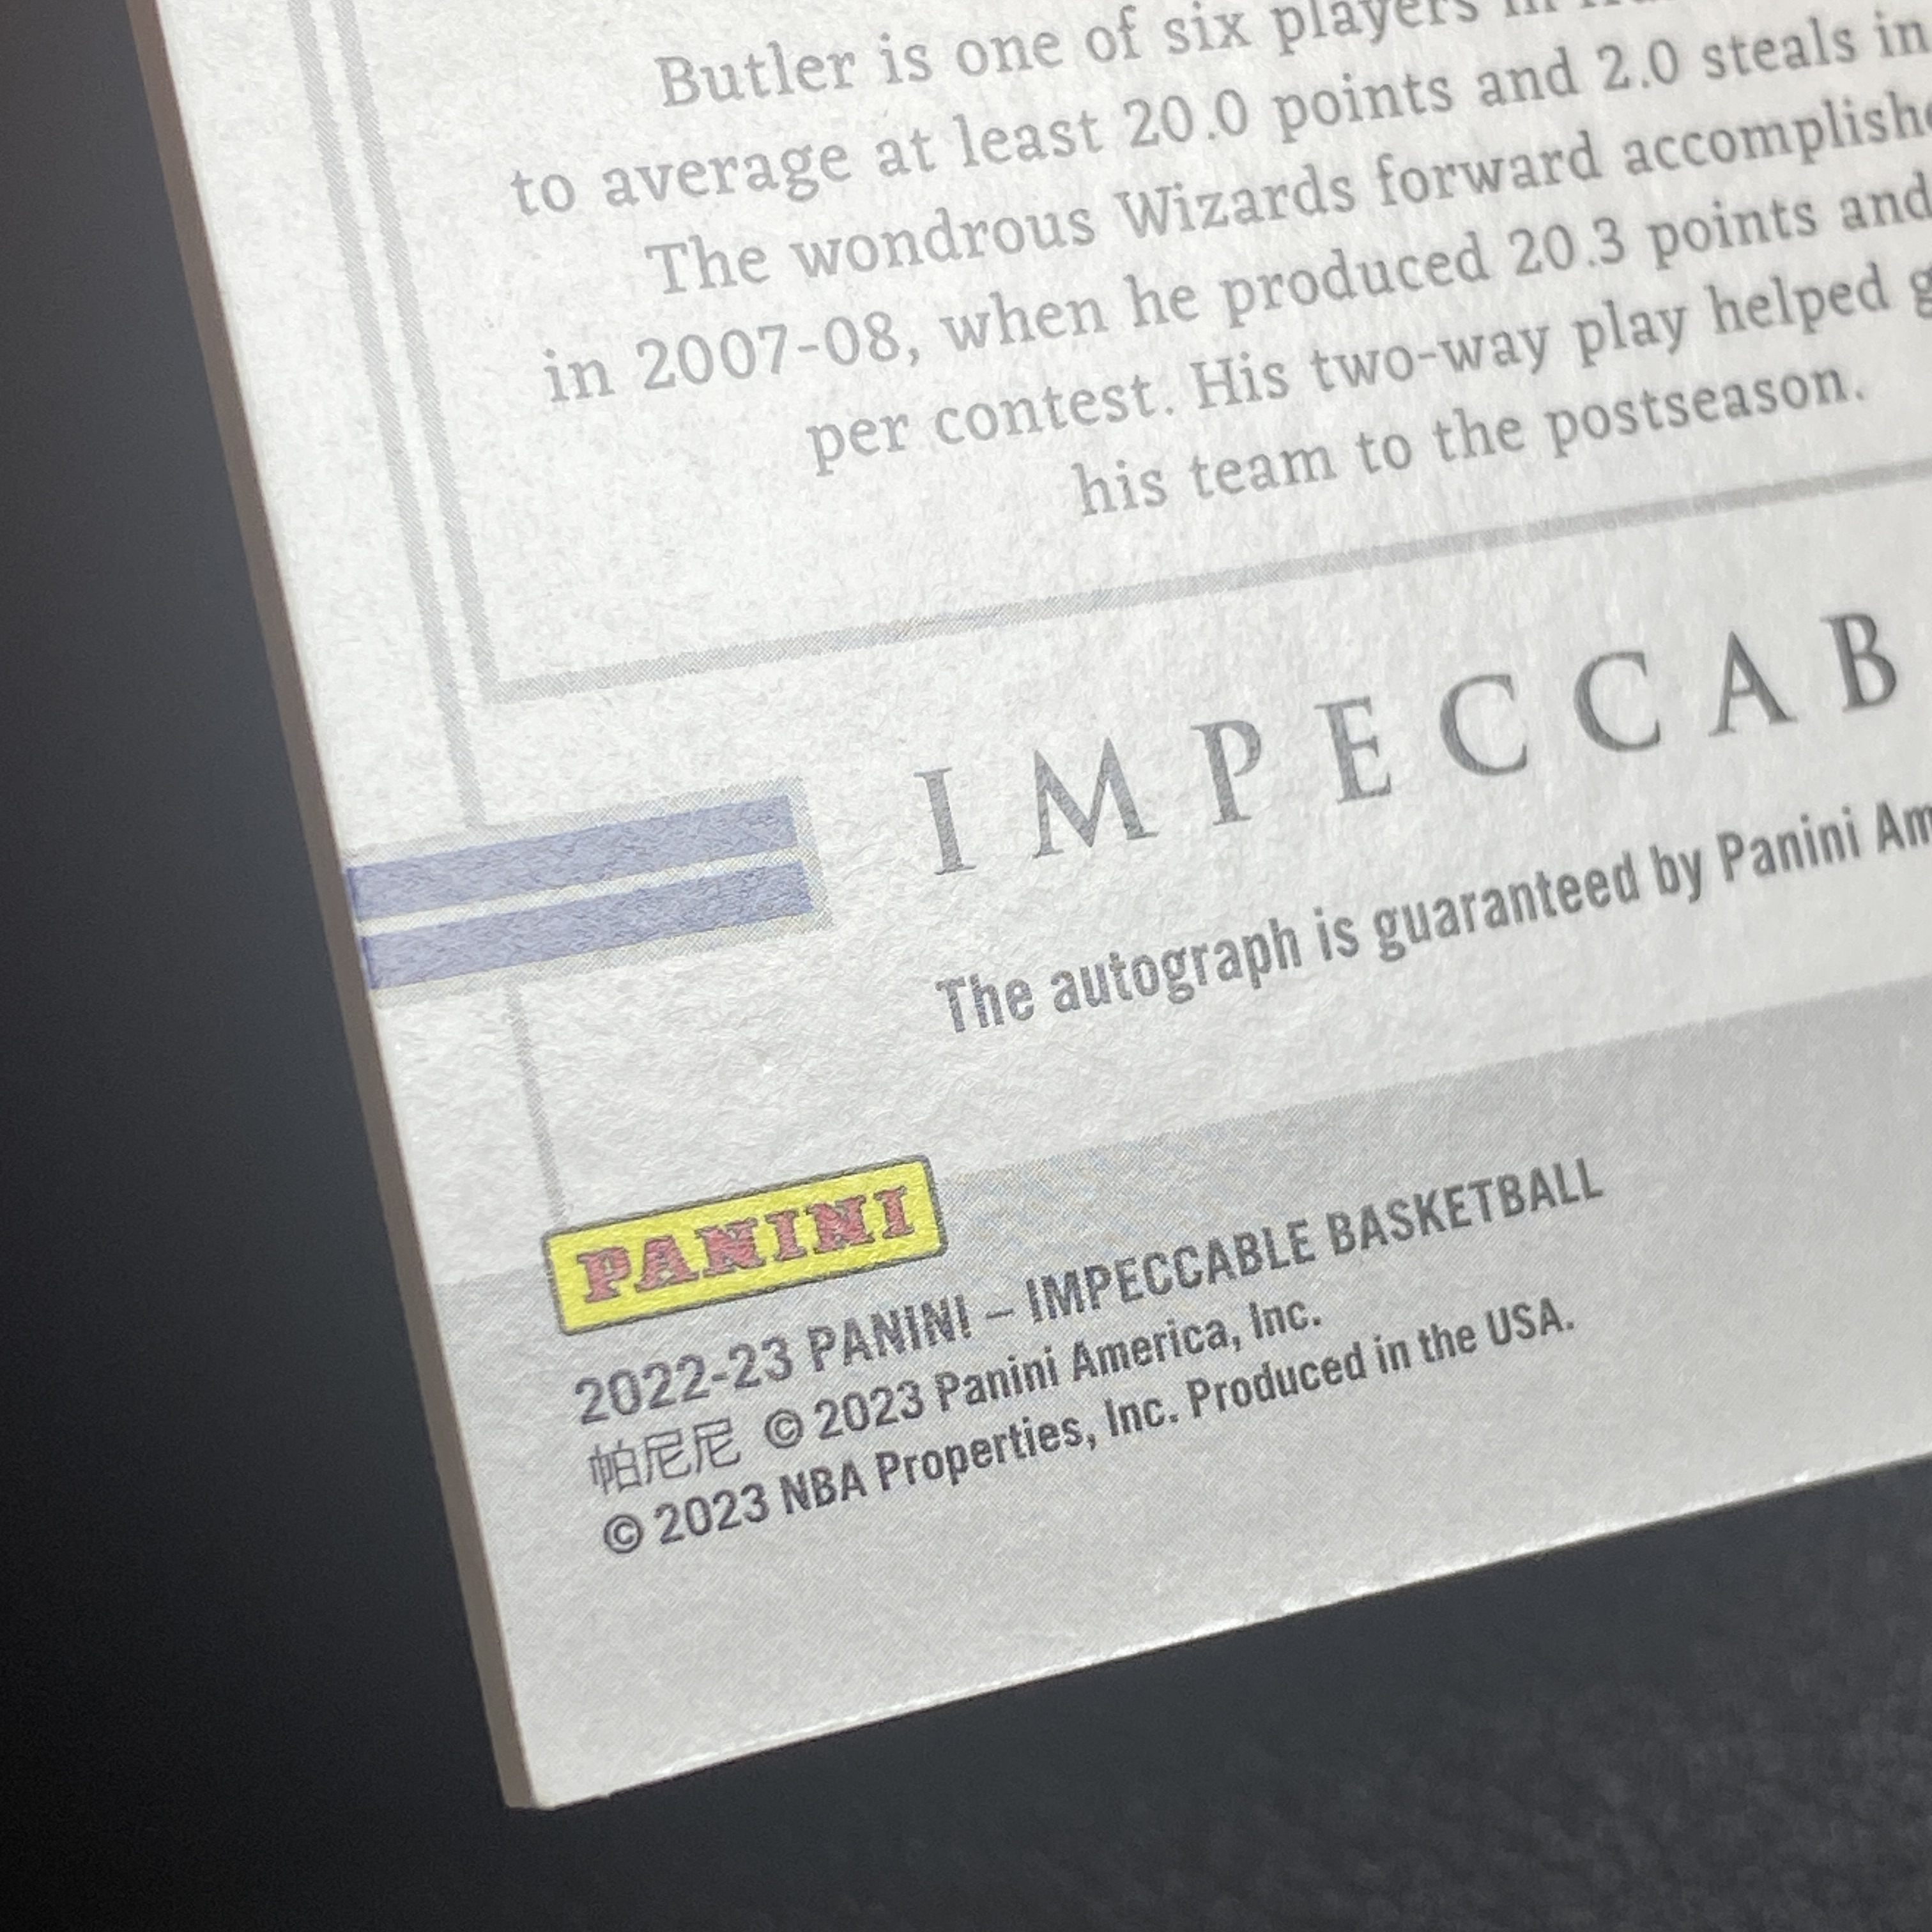 Butler is one of six players in
to average at least 20.0 points and 2.0 steals in
The wondrous Wizards forward accomplish
in 2007-08, when he produced 20.3 points and
per contest. His two-way play helped g
his team to the postseason.
IMPECCAB
The autograph is guaranteed by Panini Am
PANINI
2022-23 PANINI – IMPECCABLE BASKETBALL
帕尼尼 © 2023 Panini America, Inc.
© 2023 NBA Properties, Inc. Produced in the USA.